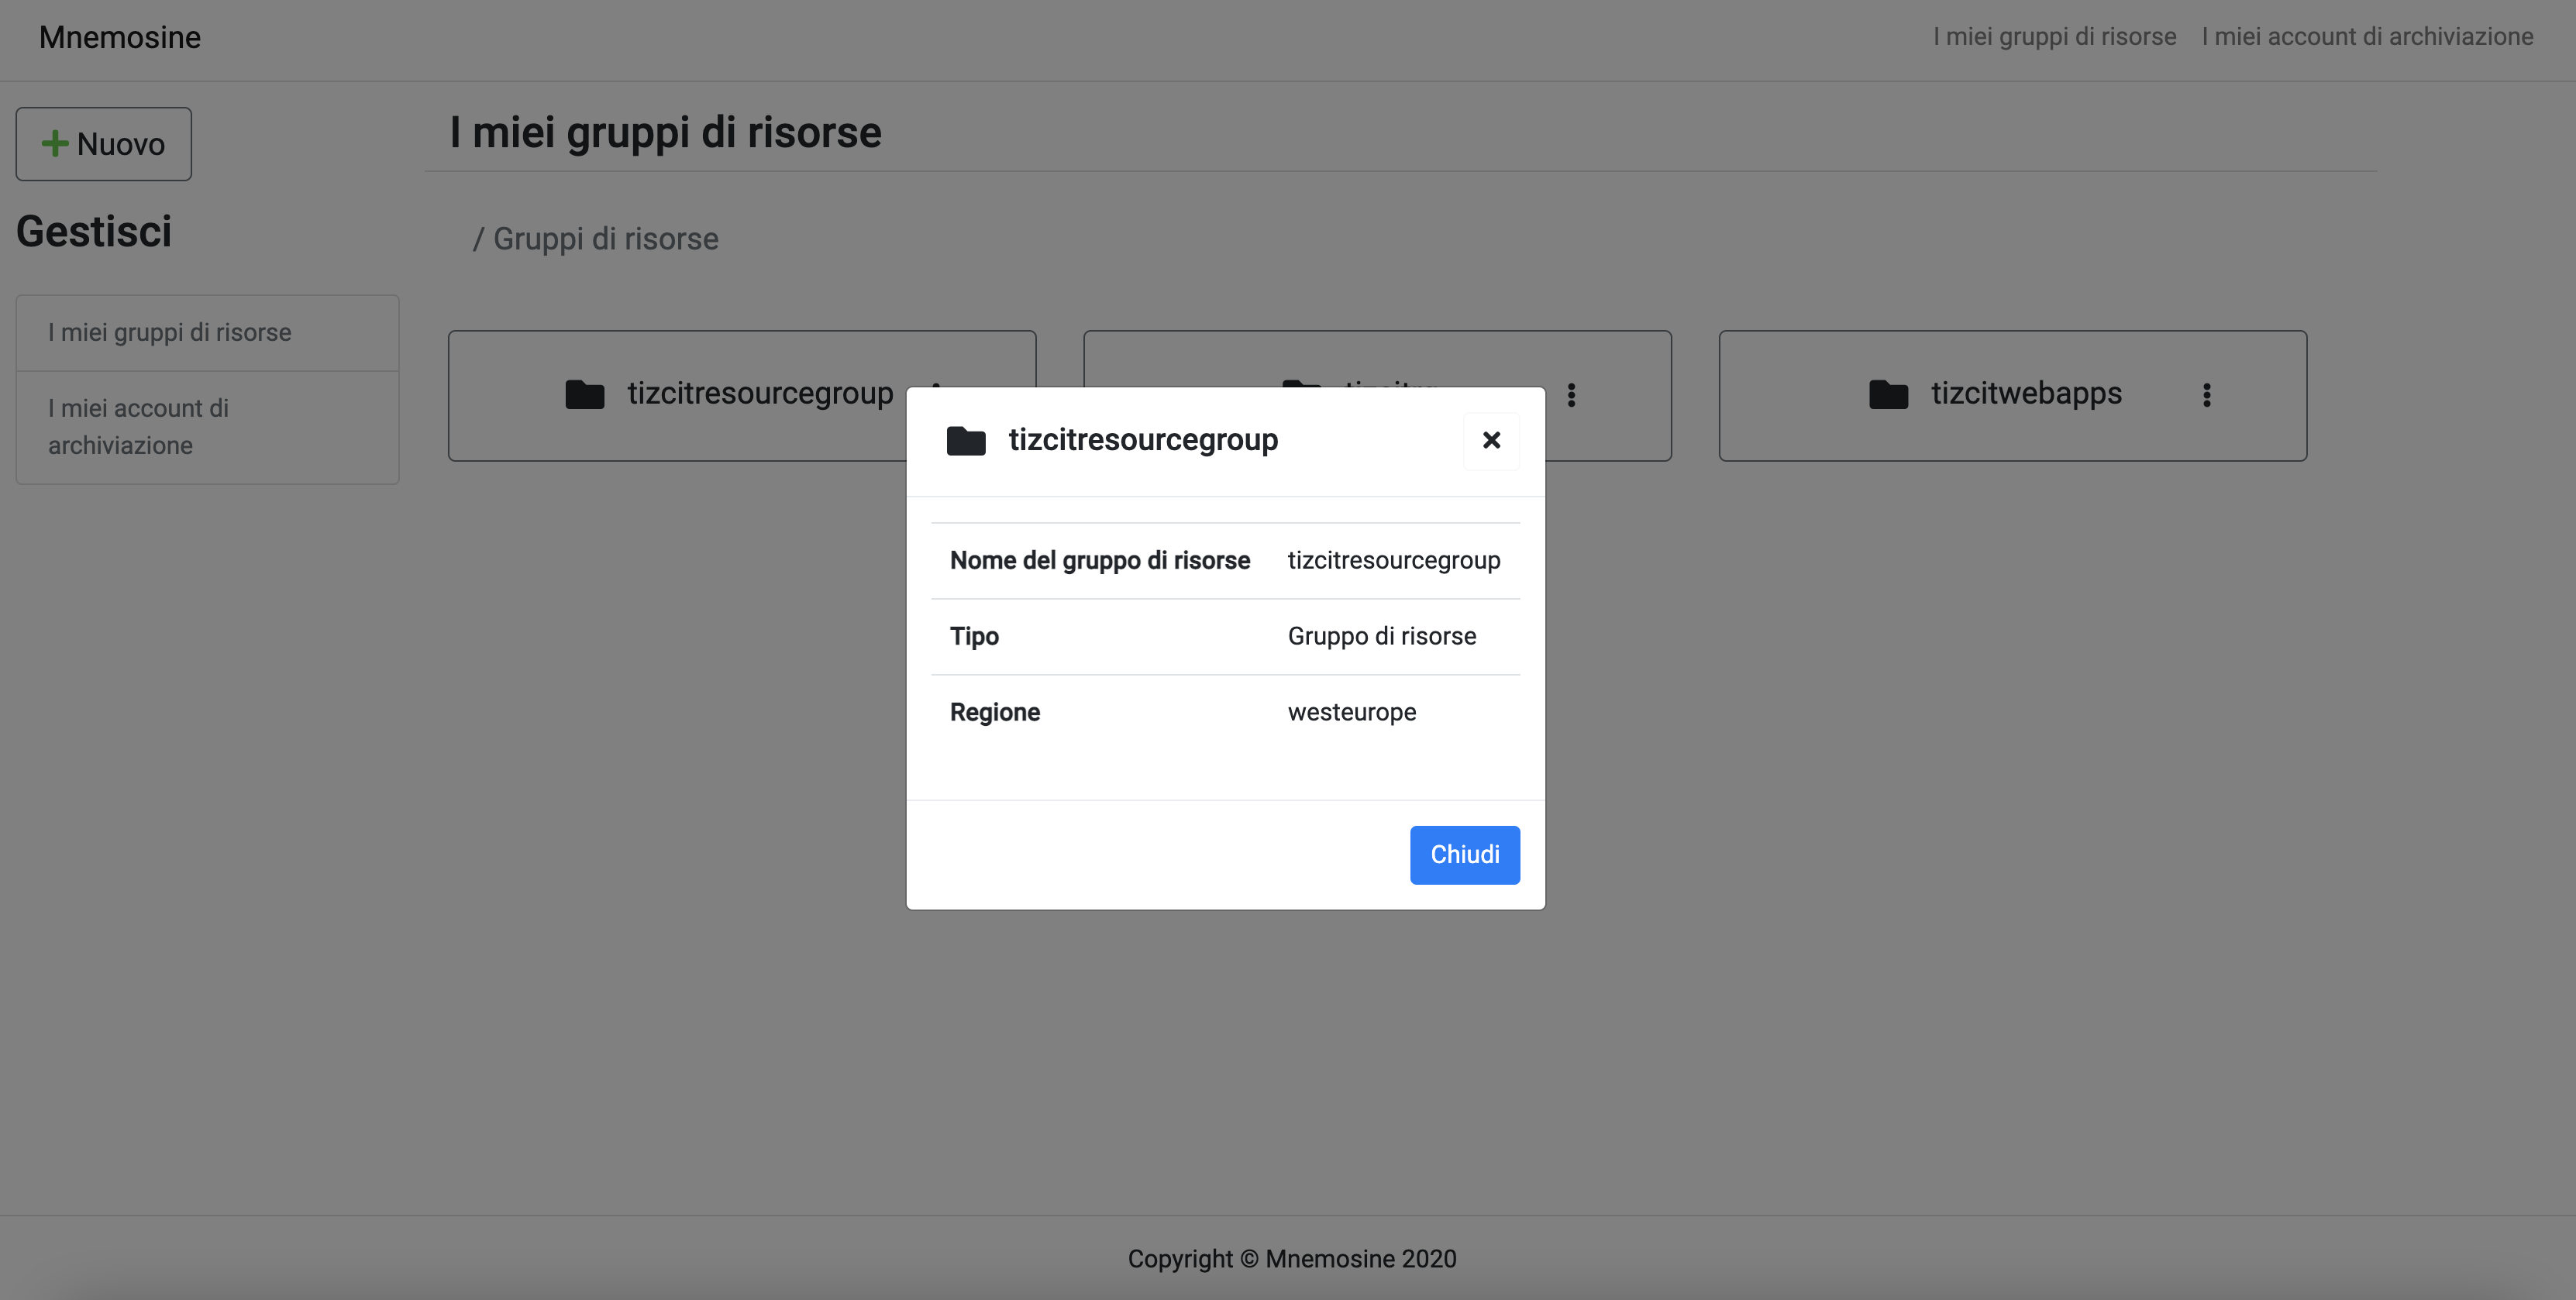 Mnemosine
I miei gruppi di risorse
I miei account di archiviazione
Nuovo
Gestisci
I miei gruppi di risorse
I miei account di
archiviazione
I miei gruppi di risorse
/ Gruppi di risorse
tizcitresourcegroup
tizcitwebapps
tizcitresourcegroup
Nome del gruppo di risorse tizcitresourcegroup
Tipo Gruppo di risorse
Regione westeurope
Chiudi
Copyright © Mnemosine 2020